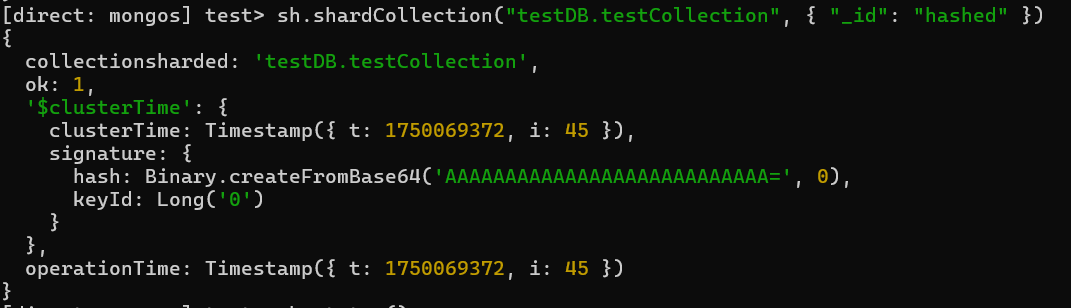 [direct: mongos] test> sh.shardCollection("testDB.testCollection", { "_id": "hashed" })
{
  collectionsharded: 'testDB.testCollection',
  ok: 1,
  '$clusterTime': {
    clusterTime: Timestamp({ t: 1750069372, i: 45 }),
    signature: {
      hash: Binary.createFromBase64('AAAAAAAAAAAAAAAAAAAAAAAAAAA=', 0),
      keyId: Long('0')
    }
  },
  operationTime: Timestamp({ t: 1750069372, i: 45 })
}